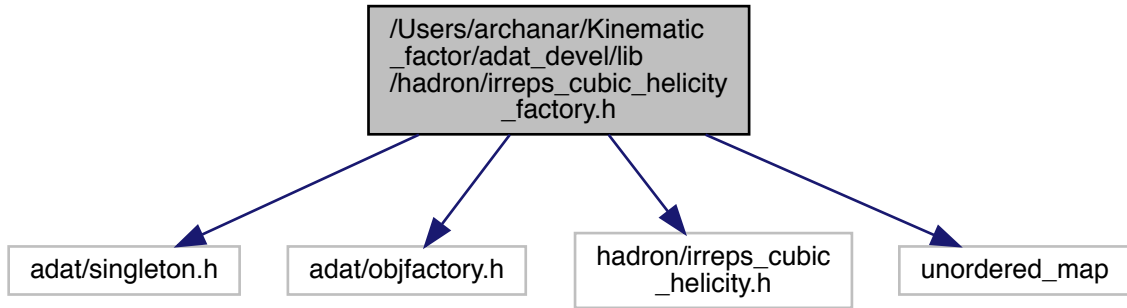 /Users/archanar/Kinematic
_factor/adat_devel/lib
/hadron/irreps_cubic_helicity
_factory.h
adat/singleton.h
adat/objfactory.h
hadron/irreps_cubic
_helicity.h
unordered_map